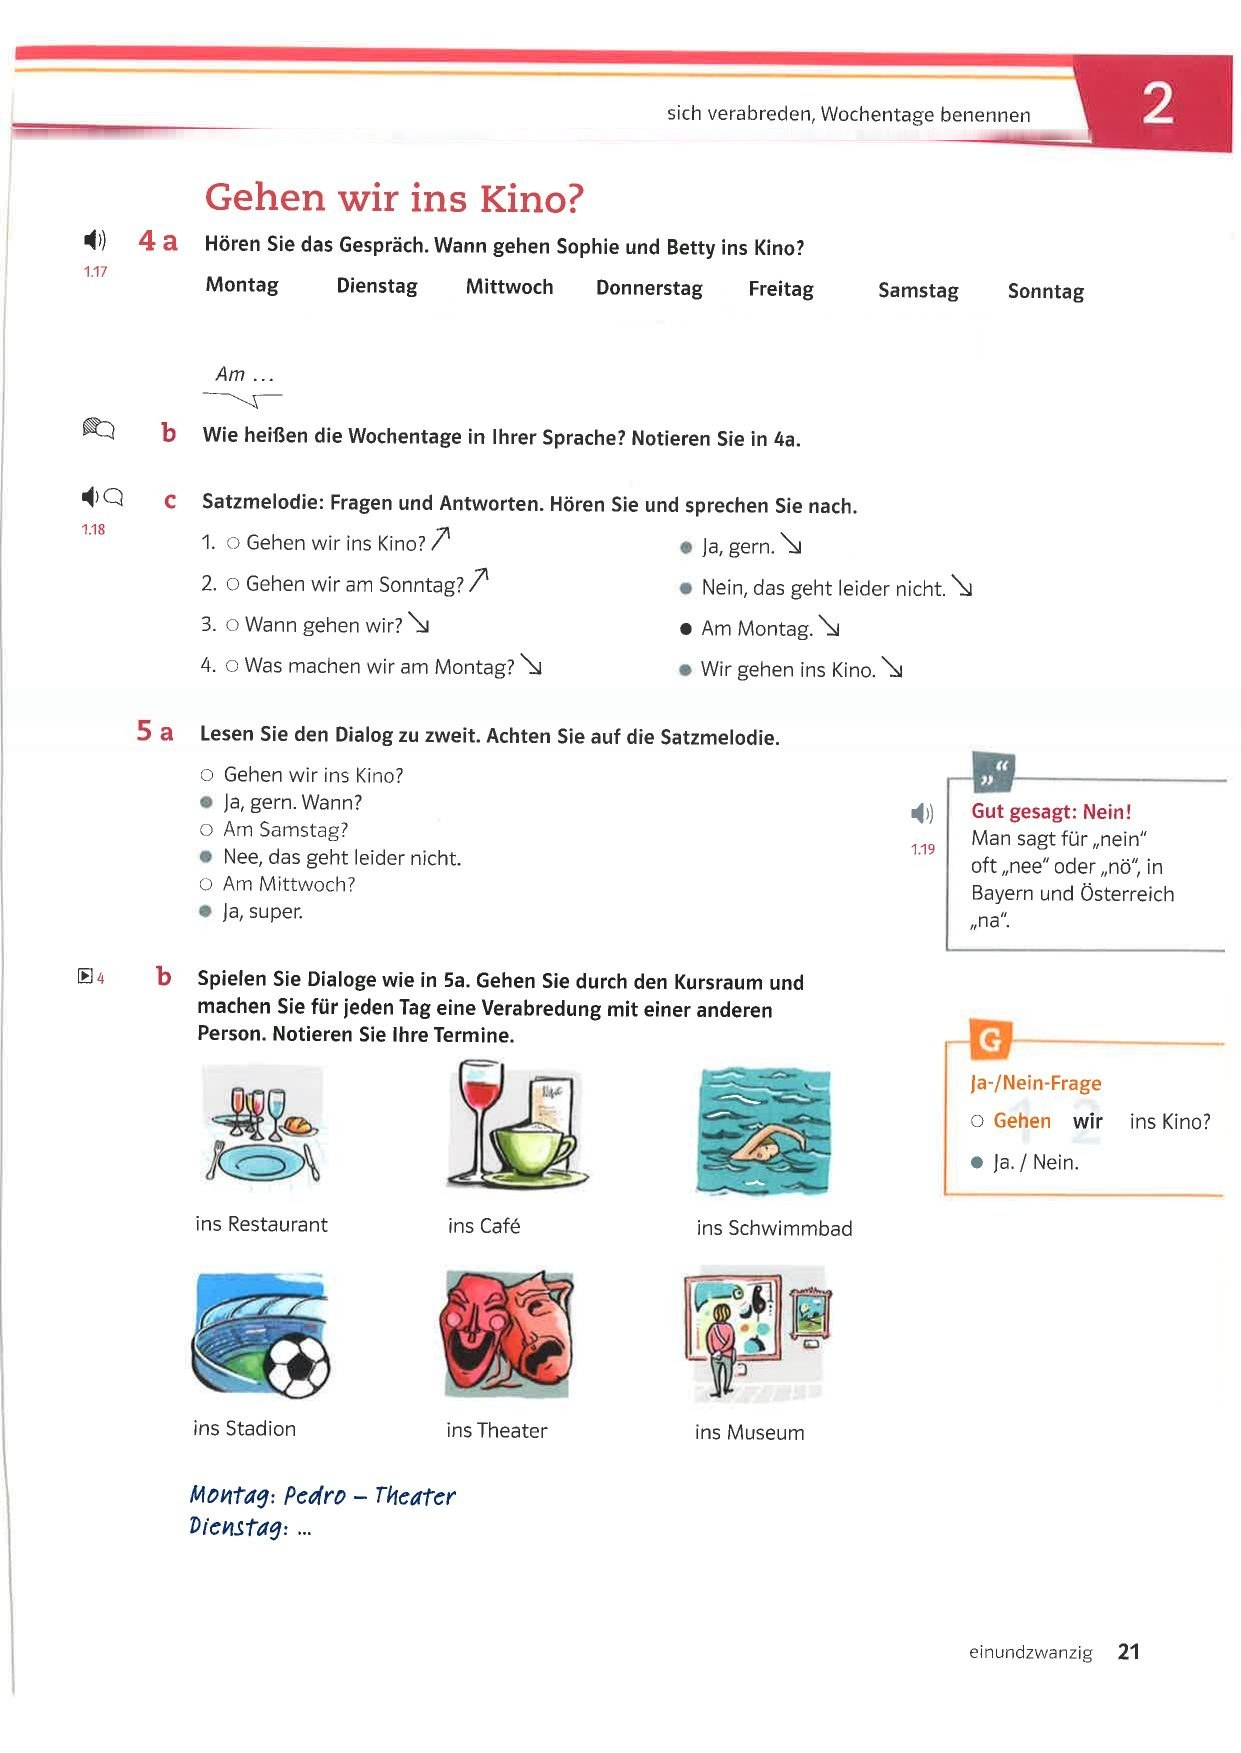 sich verabreden, Wochentage benennen
2
Gehen wir ins Kino?
4 a Hören Sie das Gespräch. Wann gehen Sophie und Betty ins Kino?
1.17
Montag Dienstag Mittwoch Donnerstag Freitag Samstag Sonntag
Am ...
b Wie heißen die Wochentage in Ihrer Sprache? Notieren Sie in 4a.
c Satzmelodie: Fragen und Antworten. Hören Sie und sprechen Sie nach.
1.18
1. ○ Gehen wir ins Kino? ↗ ● Ja, gern. ↘
2. ○ Gehen wir am Sonntag? ↗ ● Nein, das geht leider nicht. ↘
3. ○ Wann gehen wir? ↘ ● Am Montag. ↘
4. ○ Was machen wir am Montag? ↘ ● Wir gehen ins Kino. ↘
5 a Lesen Sie den Dialog zu zweit. Achten Sie auf die Satzmelodie.
○ Gehen wir ins Kino?
● Ja, gern. Wann?
○ Am Samstag?
● Nee, das geht leider nicht.
○ Am Mittwoch?
● Ja, super.
„ “
1.19
Gut gesagt: Nein!
Man sagt für „nein“
oft „nee“ oder „nö“, in
Bayern und Österreich
„na“.
4
b Spielen Sie Dialoge wie in 5a. Gehen Sie durch den Kursraum und
machen Sie für jeden Tag eine Verabredung mit einer anderen
Person. Notieren Sie Ihre Termine.
G
Ja-/Nein-Frage
○ Gehen wir ins Kino?
● Ja. / Nein.
ins Restaurant ins Café ins Schwimmbad
ins Stadion ins Theater ins Museum
Montag: Pedro – Theater
Dienstag: ...
einundzwanzig 21